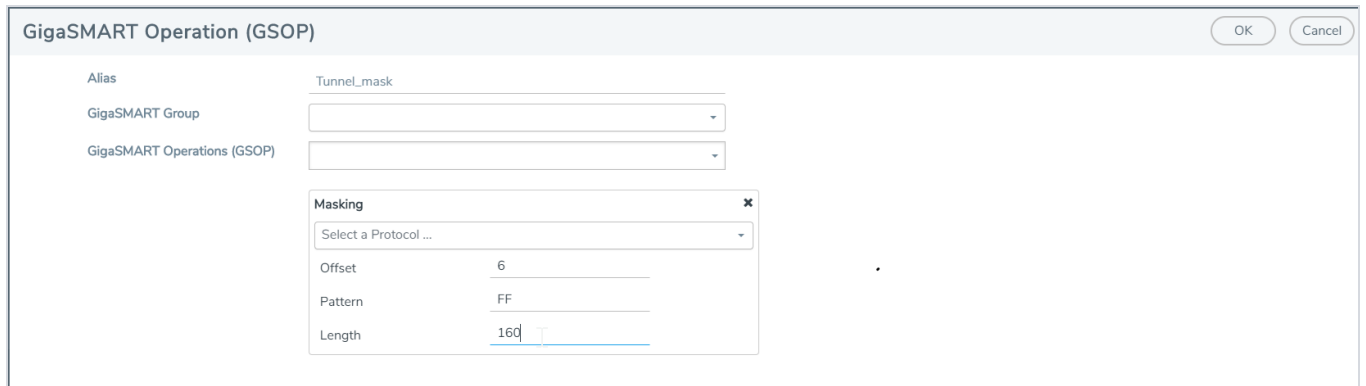 GigaSMART Operation (GSOP)
OK
Cancel
Alias
Tunnel_mask
GigaSMART Group
GigaSMART Operations (GSOP)
Masking
Select a Protocol ...
Offset
6
Pattern
FF
Length
160